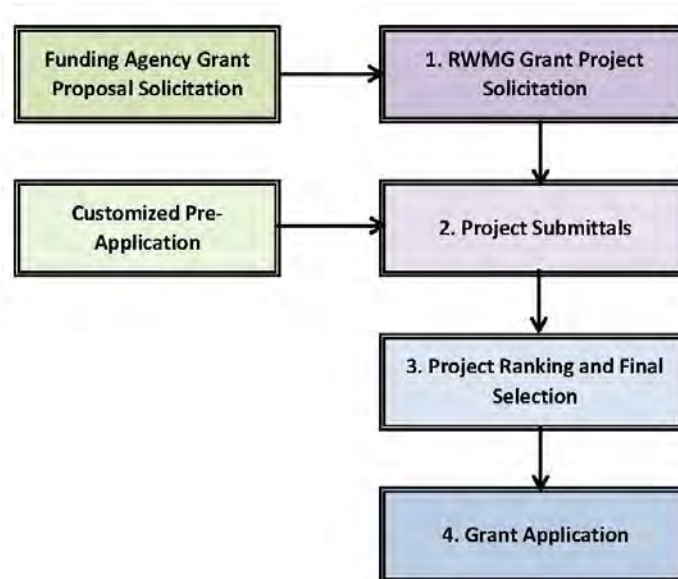 Funding Agency Grant
Proposal Solicitation
1. RWMG Grant Project
Solicitation
Customized Pre-
Application
2. Project Submittals
3. Project Ranking and Final
Selection
4. Grant Application